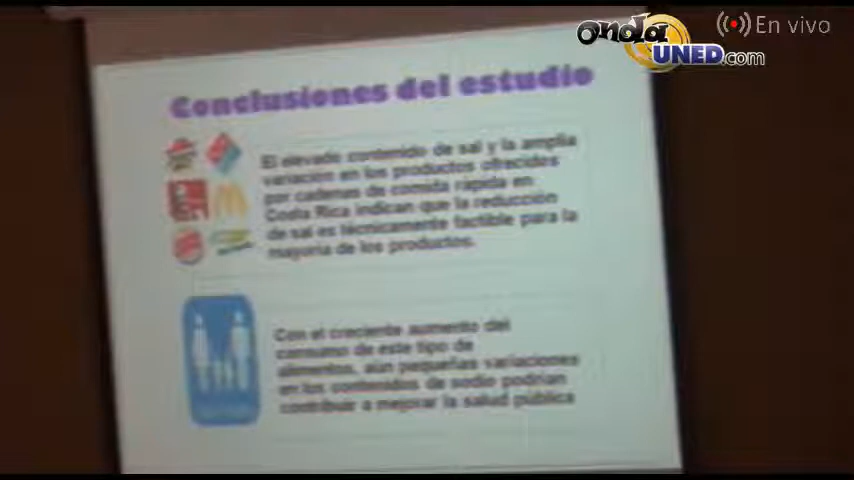 onda
UNED.com
En vivo
Conclusiones del estudio
El elevado contenido de sal y la amplia
variación en los productos ofrecidos
por cadenas de comida rápida en
Costa Rica indican que la reducción
de sal es técnicamente factible para la
mayoría de los productos.
Con el creciente aumento del
consumo de este tipo de
alimentos, aún pequeñas variaciones
en los contenidos de sodio podrían
contribuir a mejorar la salud pública